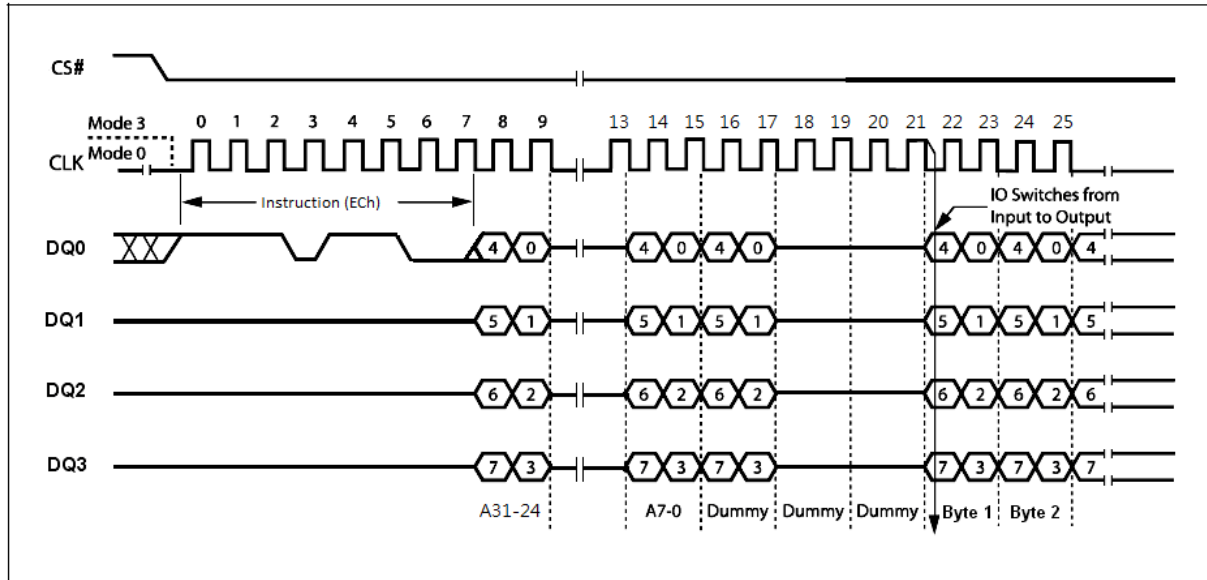 CS#
Mode 3
0 1 2 3 4 5 6 7 8 9 13 14 15 16 17 18 19 20 21 22 23 24 25
Mode 0
CLK
Instruction (ECh)
IO Switches from
Input to Output
DQ0
4 0 4 0 4 0 4 0 4 0 4
DQ1
5 1 5 1 5 1 5 1 5 1 5
DQ2
6 2 6 2 6 2 6 2 6 2 6
DQ3
7 3 7 3 7 3 7 3 7 3 7
A31-24 A7-0 Dummy Dummy Dummy Byte 1 Byte 2